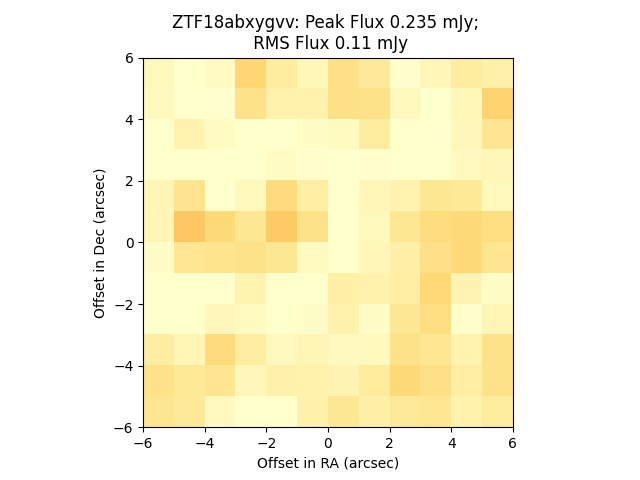 ZTF18abxygvv: Peak Flux 0.235 mJy;
RMS Flux 0.11 mJy
6
4
2
0
−2
−4
−6
Offset in Dec (arcsec)
−6 −4 −2 0 2 4 6
Offset in RA (arcsec)